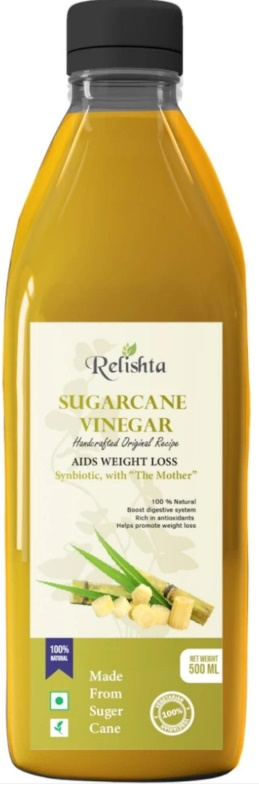 Relishta
SUGARCANE
VINEGAR
Handcrafted Original Recipe
AIDS WEIGHT LOSS
Synbiotic, with "The Mother"
100 % Natural
Boost digestive system
Rich in antioxidants
Helps promote weight loss
100%
NATURAL
NET WEIGHT
500 ML
Made
From
Suger
Cane
VEGETARIAN
100%